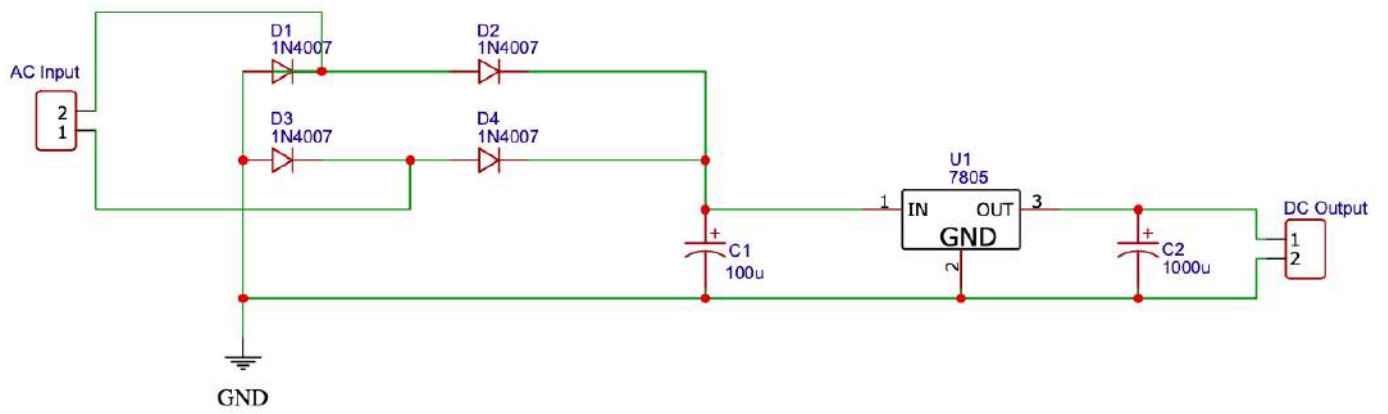 D1
1N4007
D2
1N4007
AC Input
2
1
D3
1N4007
D4
1N4007
U1
7805
1
IN
OUT
3
GND
2
DC Output
1
2
+
C1
100u
+
C2
1000u
GND